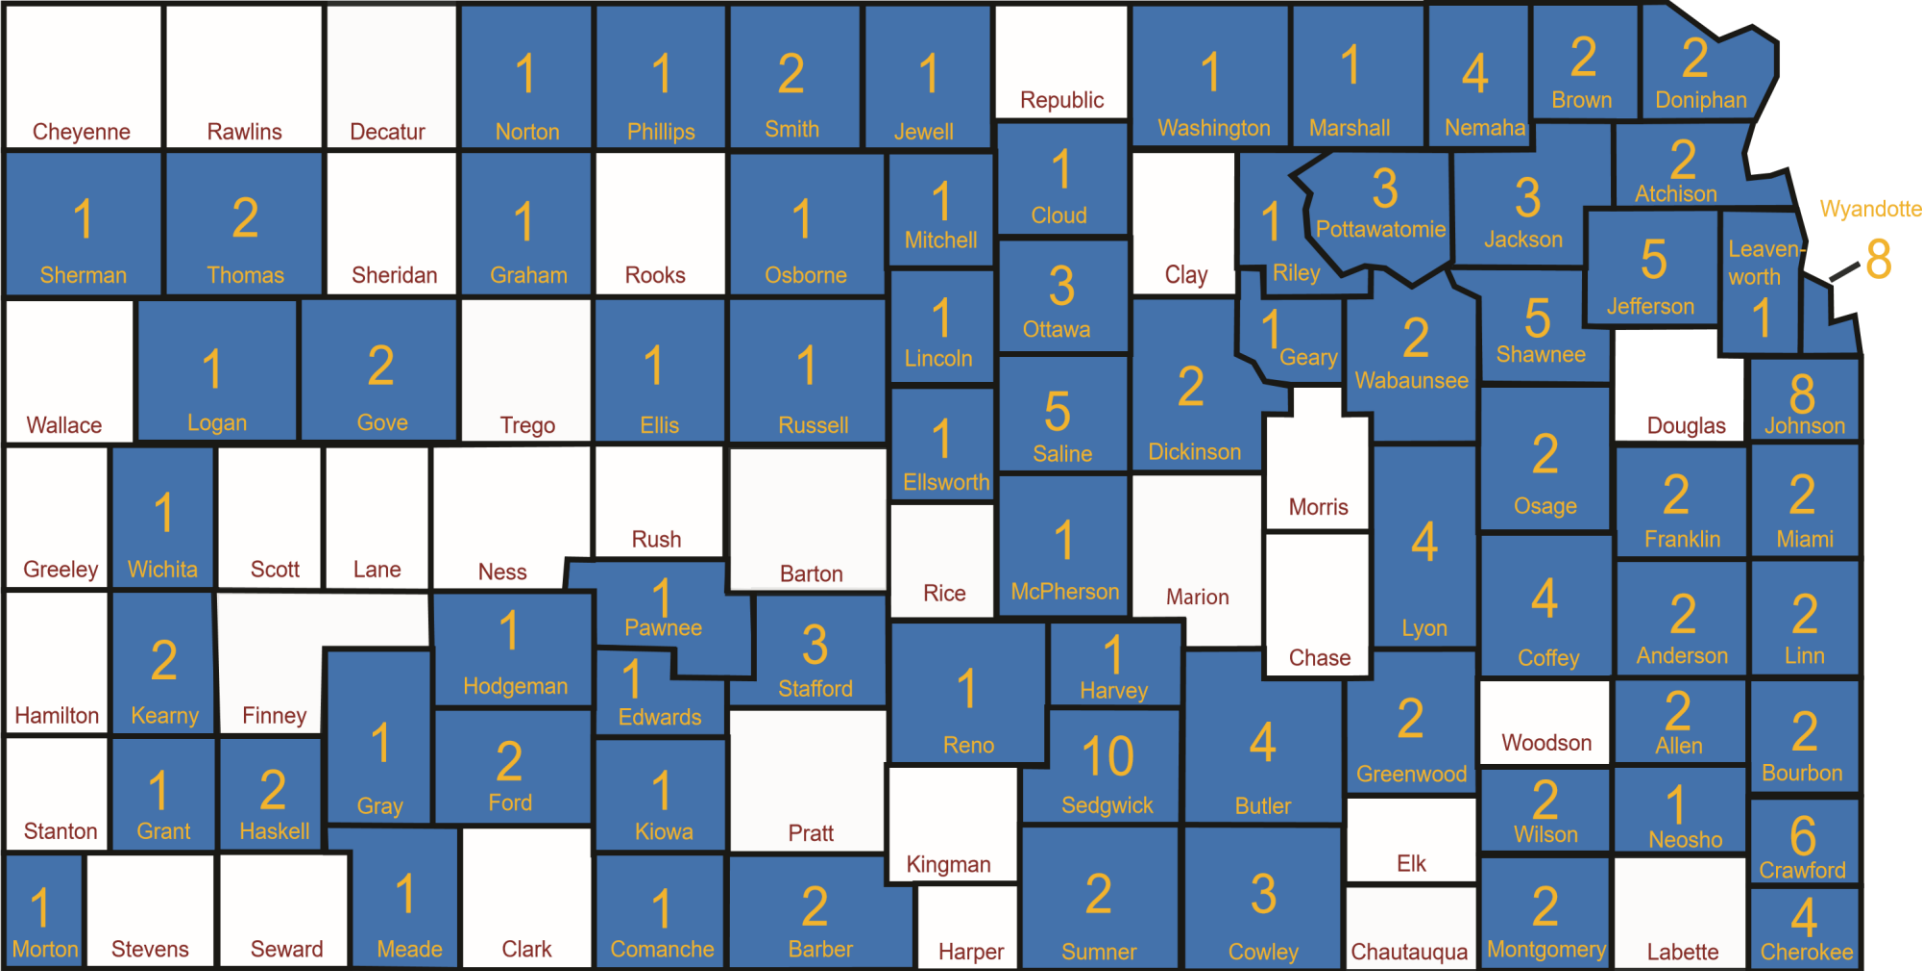 Cheyenne
Rawlins
Decatur
1
Norton
1
Phillips
2
Smith
1
Jewell
Republic
1
Washington
1
Marshall
4
Nemaha
2
Brown
2
Doniphan
1
Sherman
2
Thomas
Sheridan
1
Graham
Rooks
1
Osborne
1
Mitchell
1
Cloud
Clay
1
Riley
3
Pottawatomie
3
Jackson
2
Atchison
5
Jefferson
Leaven-
worth
1
Wyandotte
8
Wallace
1
Logan
2
Gove
Trego
1
Ellis
1
Russell
1
Lincoln
3
Ottawa
2
Dickinson
1
Geary
2
Wabaunsee
5
Shawnee
Douglas
8
Johnson
Greeley
1
Wichita
Scott
Lane
Ness
Rush
Barton
1
Ellsworth
5
Saline
Morris
2
Osage
2
Franklin
2
Miami
Rice
1
McPherson
Marion
Chase
4
Lyon
4
Coffey
2
Anderson
2
Linn
Hamilton
2
Kearny
Finney
1
Hodgeman
1
Pawnee
3
Stafford
1
Edwards
1
Reno
1
Harvey
4
Butler
2
Greenwood
Woodson
2
Allen
2
Bourbon
Stanton
1
Grant
2
Haskell
1
Gray
2
Ford
1
Kiowa
Pratt
Kingman
10
Sedgwick
Elk
2
Wilson
1
Neosho
6
Crawford
1
Morton
Stevens
Seward
1
Meade
Clark
1
Comanche
2
Barber
Harper
2
Sumner
3
Cowley
Chautauqua
2
Montgomery
Labette
4
Cherokee